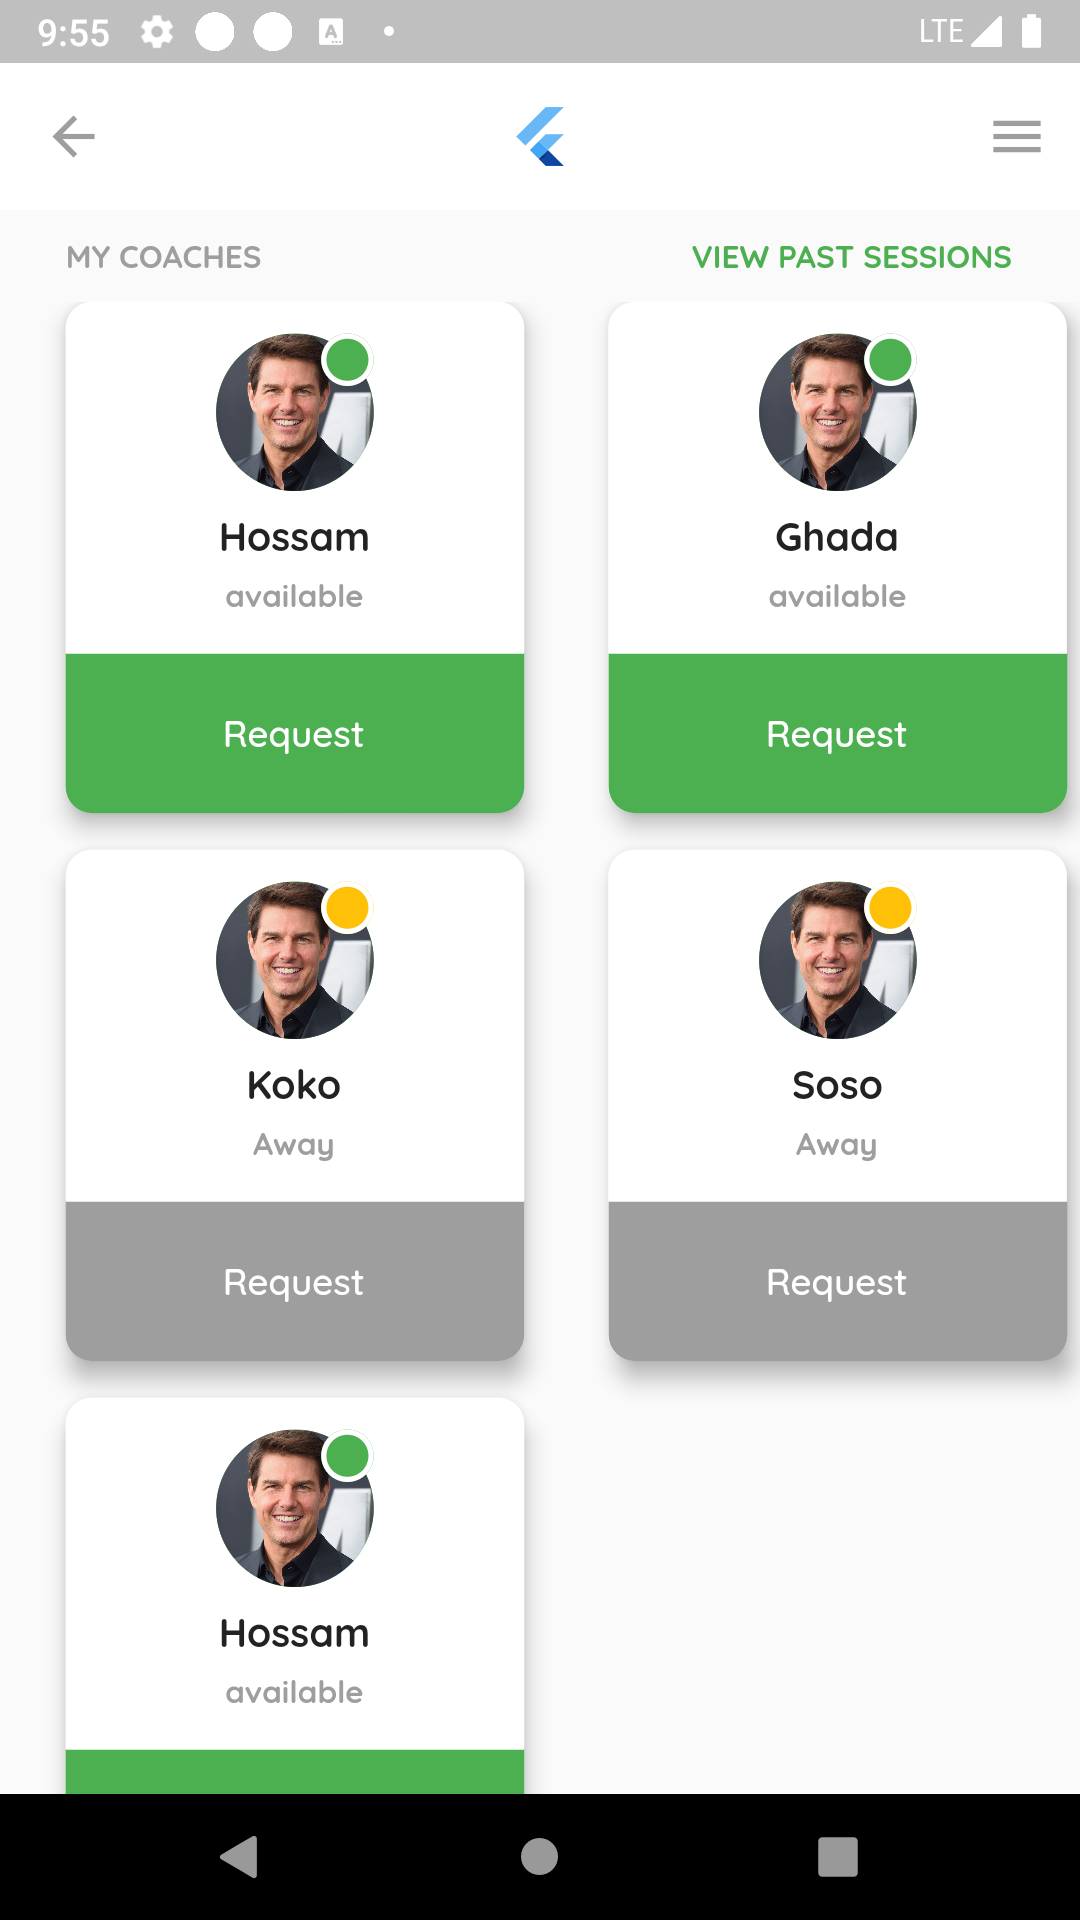 9:55
A
LTE
MY COACHES
VIEW PAST SESSIONS
Hossam
available
Request
Ghada
available
Request
Koko
Away
Request
Soso
Away
Request
Hossam
available